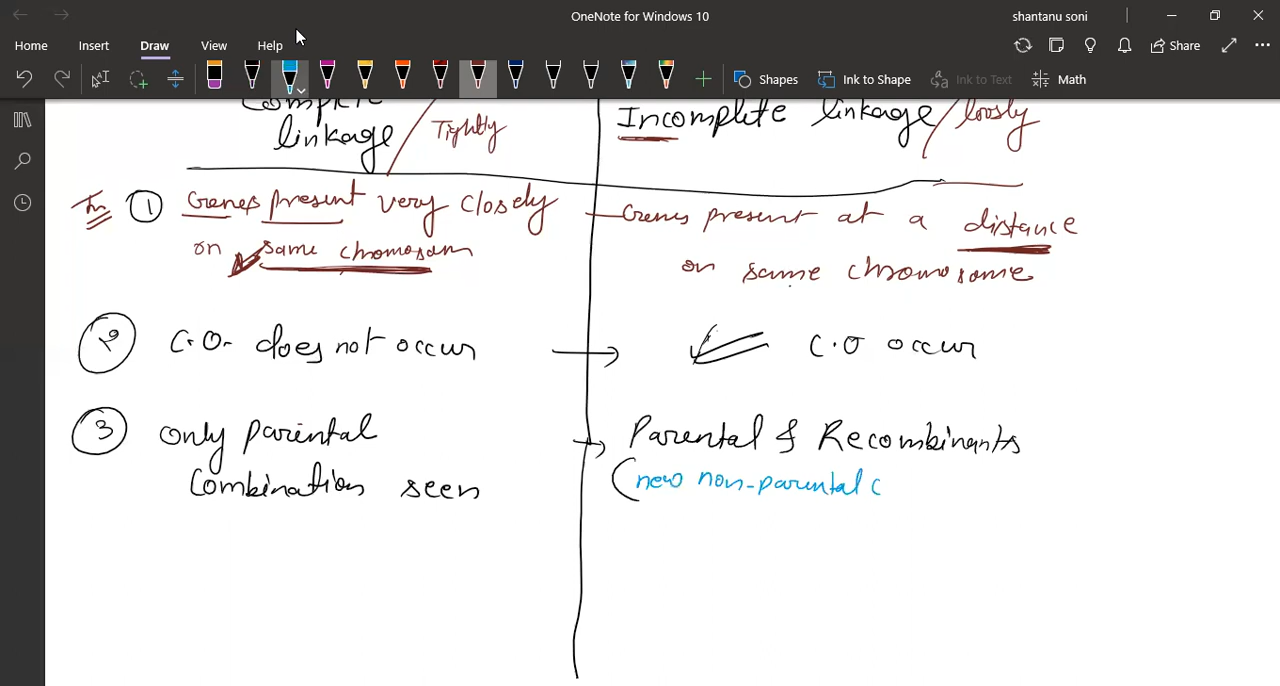 OneNote for Windows 10
shantanu soni
Home Insert Draw View Help
Share
Shapes Ink to Shape Ink to Text Math
Complete
linkage / Tightly
Incomplete linkage / loosly
① Genes present very closely
on same chromosom
Genes present at a distance
on same chromosome
② C.O. does not occur
C.O occur
③ only parental
Combination seen
Parental & Recombinants
(new non-parental c